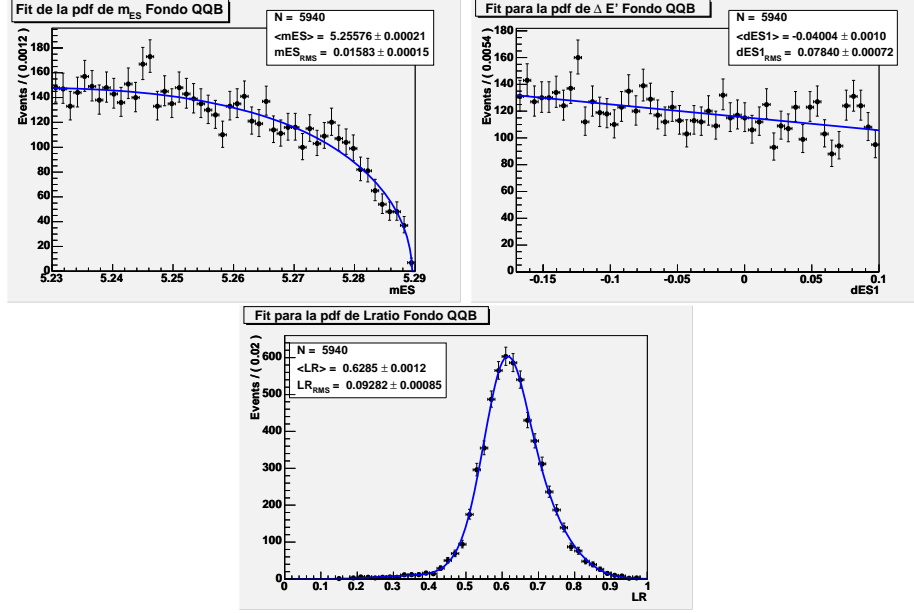 Fit de la pdf de m_ES Fondo QQB
N = 5940
<mES> = 5.25576 ± 0.00021
mES_RMS = 0.01583 ± 0.00015
Events / ( 0.0012 )
180
160
140
120
100
80
60
40
20
0
5.23 5.24 5.25 5.26 5.27 5.28 5.29
mES
Fit para la pdf de Δ E' Fondo QQB
N = 5940
<dES1> = -0.04004 ± 0.0010
dES1_RMS = 0.07840 ± 0.00072
Events / ( 0.0054 )
180
160
140
120
100
80
60
40
20
0
-0.15 -0.1 -0.05 0 0.05 0.1
dES1
Fit para la pdf de Lratio Fondo QQB
N = 5940
<LR> = 0.6285 ± 0.0012
LR_RMS = 0.09282 ± 0.00085
Events / ( 0.02 )
600
500
400
300
200
100
0
0 0.1 0.2 0.3 0.4 0.5 0.6 0.7 0.8 0.9 1
LR